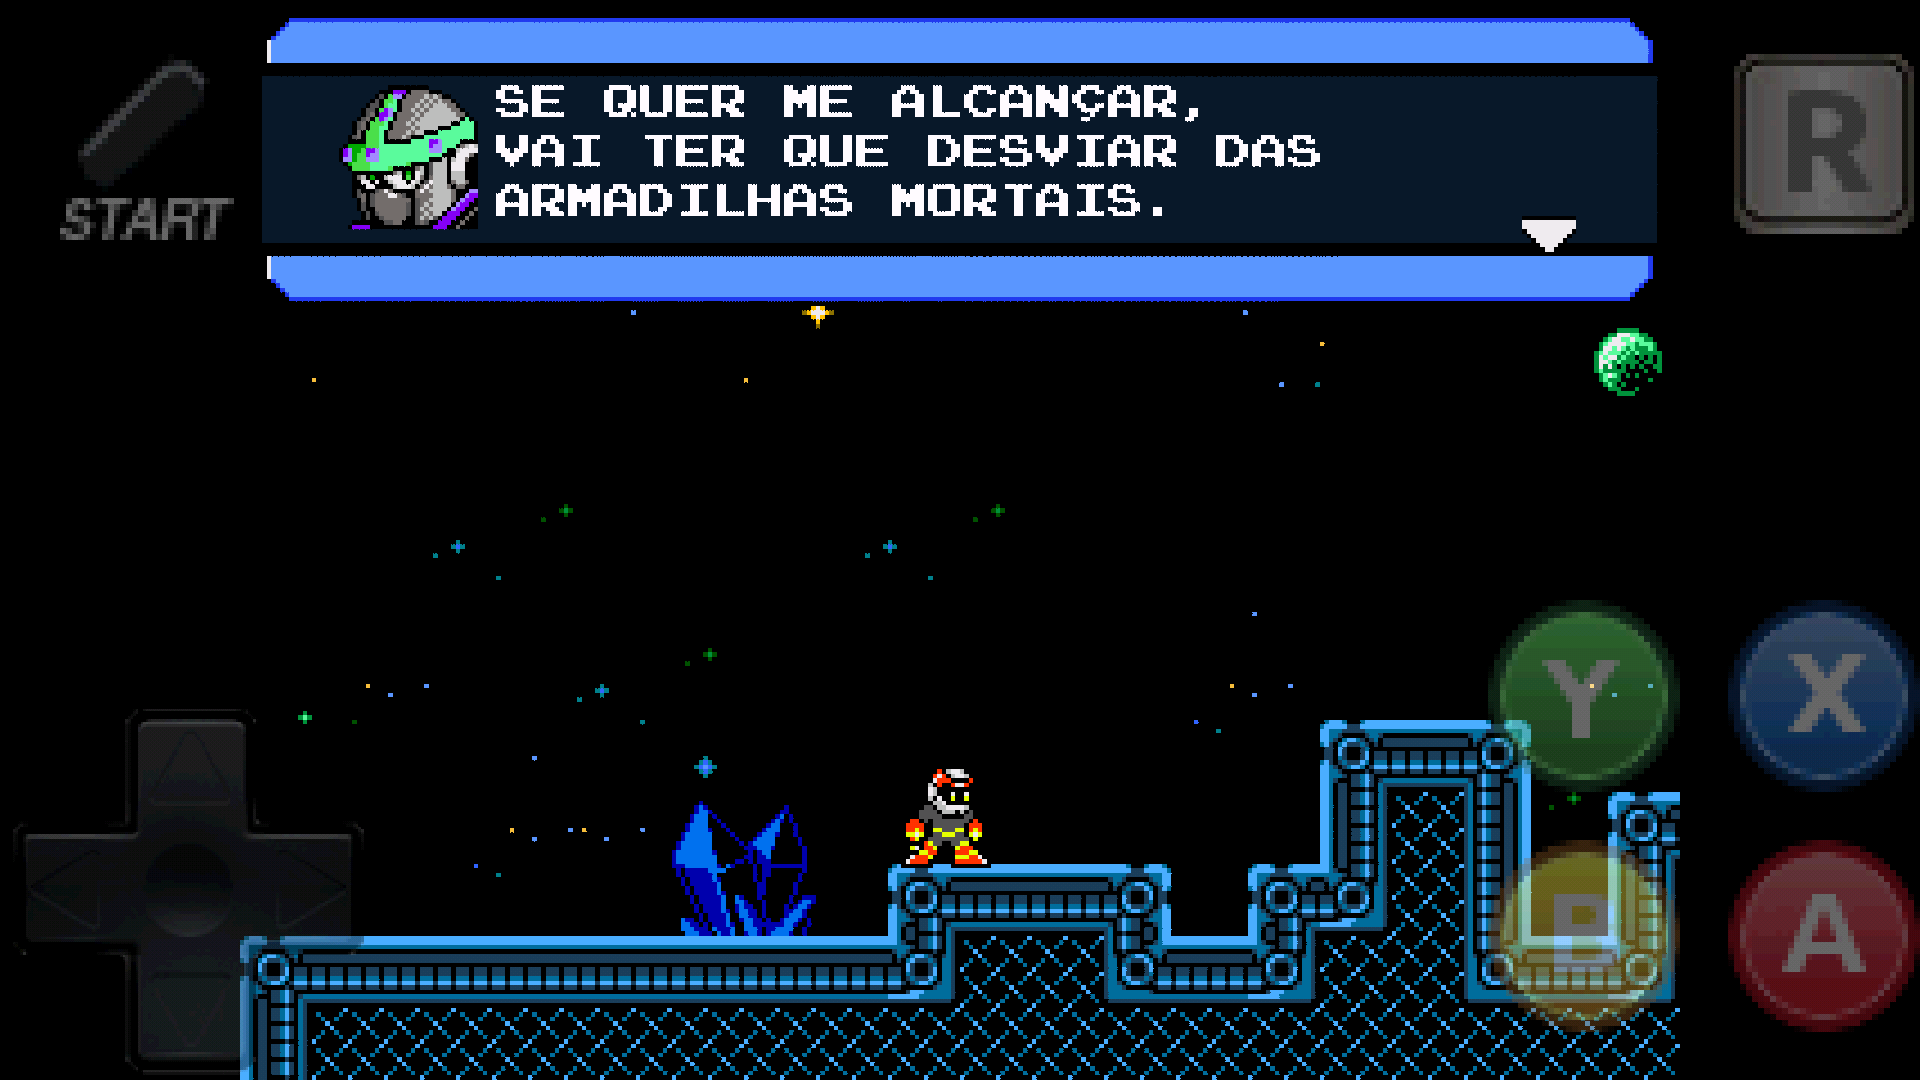 SE QUER ME ALCANÇAR,
VAI TER QUE DESVIAR DAS
ARMADILHAS MORTAIS.
START
R
Y
X
B
A